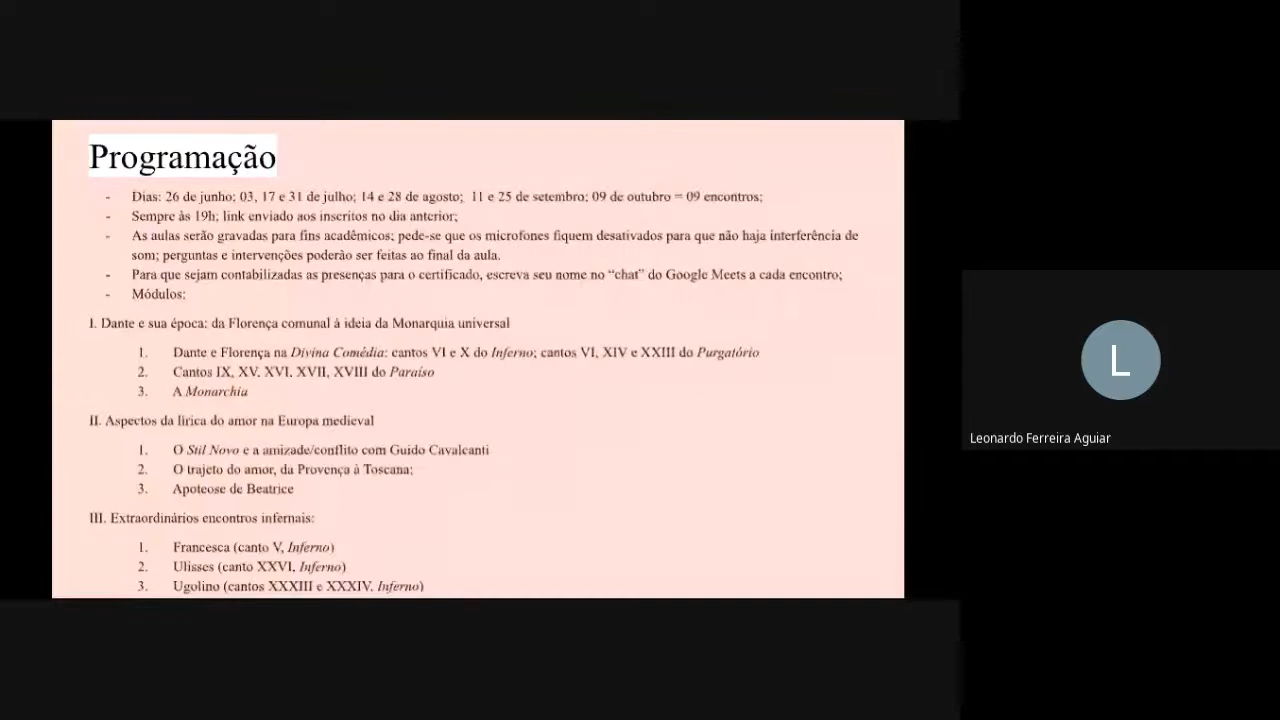 Programação
- Dias: 26 de junho; 03, 17 e 31 de julho; 14 e 28 de agosto; 11 e 25 de setembro; 09 de outubro = 09 encontros;
- Sempre às 19h; link enviado aos inscritos no dia anterior;
- As aulas serão gravadas para fins acadêmicos; pede-se que os microfones fiquem desativados para que não haja interferência de
som; perguntas e intervenções poderão ser feitas ao final da aula.
- Para que sejam contabilizadas as presenças para o certificado, escreva seu nome no “chat” do Google Meets a cada encontro;
- Módulos:
I. Dante e sua época: da Florença comunal à ideia da Monarquia universal
1. Dante e Florença na Divina Comédia: cantos VI e X do Inferno; cantos VI, XIV e XXIII do Purgatório
2. Cantos IX, XV, XVI, XVII, XVIII do Paraíso
3. A Monarchia
II. Aspectos da lírica do amor na Europa medieval
1. O Stil Novo e a amizade/conflito com Guido Cavalcanti
2. O trajeto do amor, da Provença à Toscana;
3. Apoteose de Beatrice
III. Extraordinários encontros infernais:
1. Francesca (canto V, Inferno)
2. Ulisses (canto XXVI, Inferno)
3. Ugolino (cantos XXXIII e XXXIV, Inferno)
L
Leonardo Ferreira Aguiar